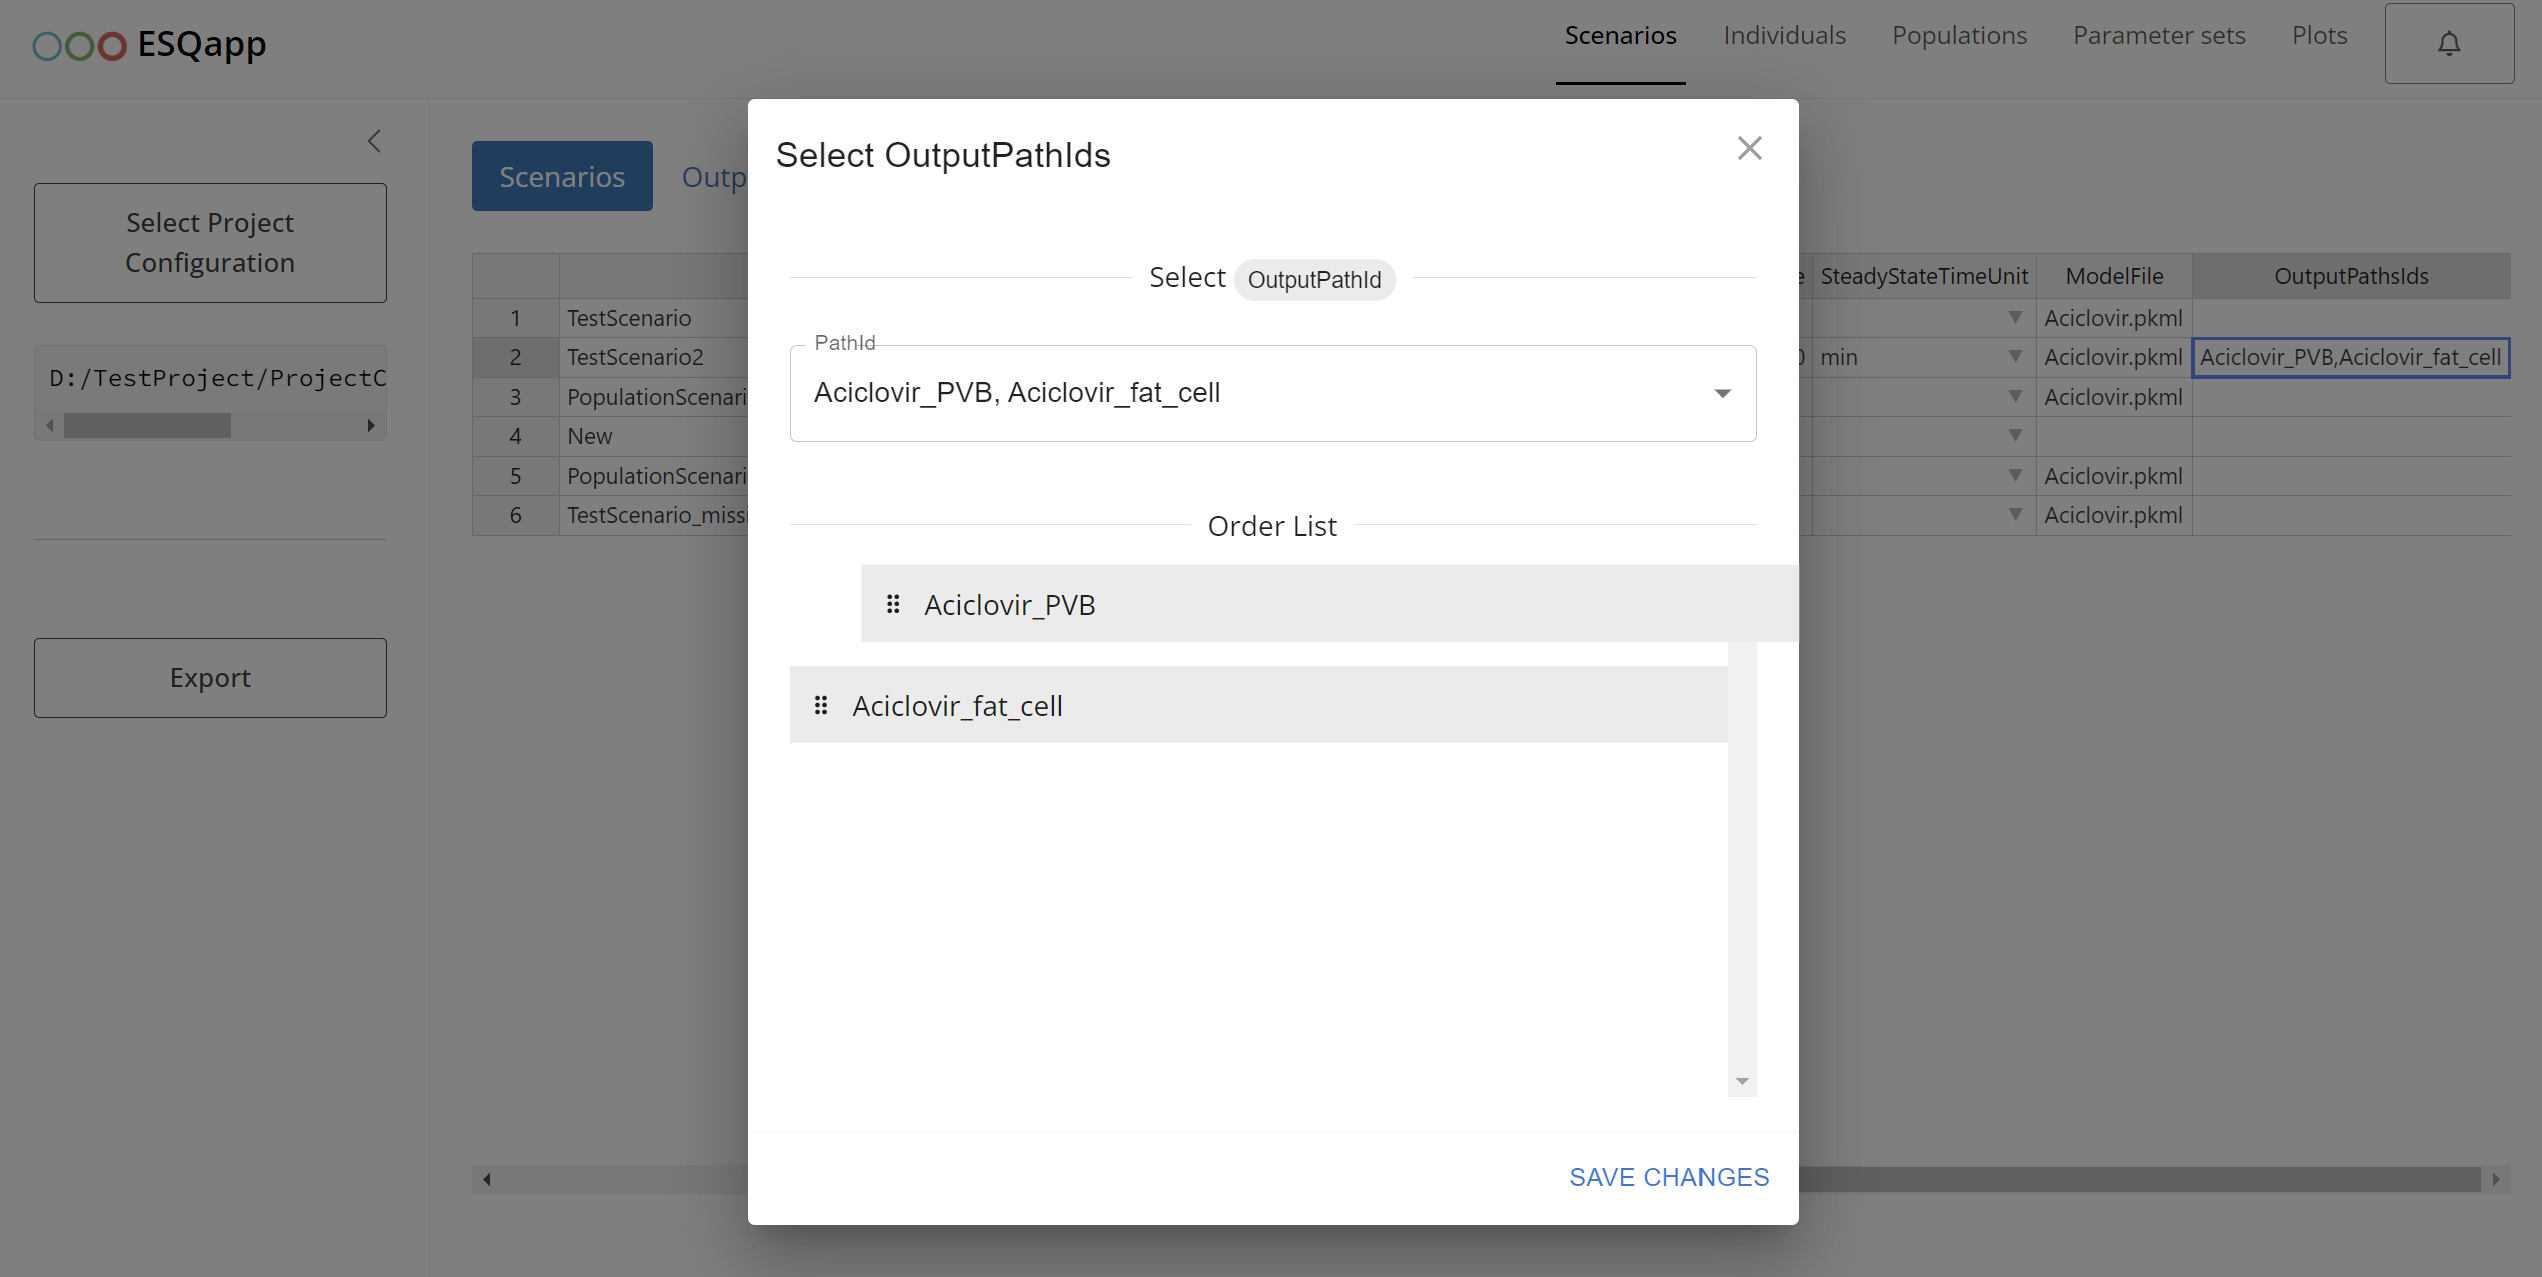 ESQapp
Scenarios Individuals Populations Parameter sets Plots
Select Project
Configuration
D:/TestProject/ProjectC
Export
Scenarios Outp
SteadyStateTimeUnit ModelFile OutputPathsIds
1 TestScenario Aciclovir.pkml
2 TestScenario2 min Aciclovir.pkml Aciclovir_PVB,Aciclovir_fat_cell
3 PopulationScenari Aciclovir.pkml
4 New
5 PopulationScenari Aciclovir.pkml
6 TestScenario_missi Aciclovir.pkml
Select OutputPathIds
Select OutputPathId
PathId
Aciclovir_PVB, Aciclovir_fat_cell
Order List
Aciclovir_PVB
Aciclovir_fat_cell
SAVE CHANGES